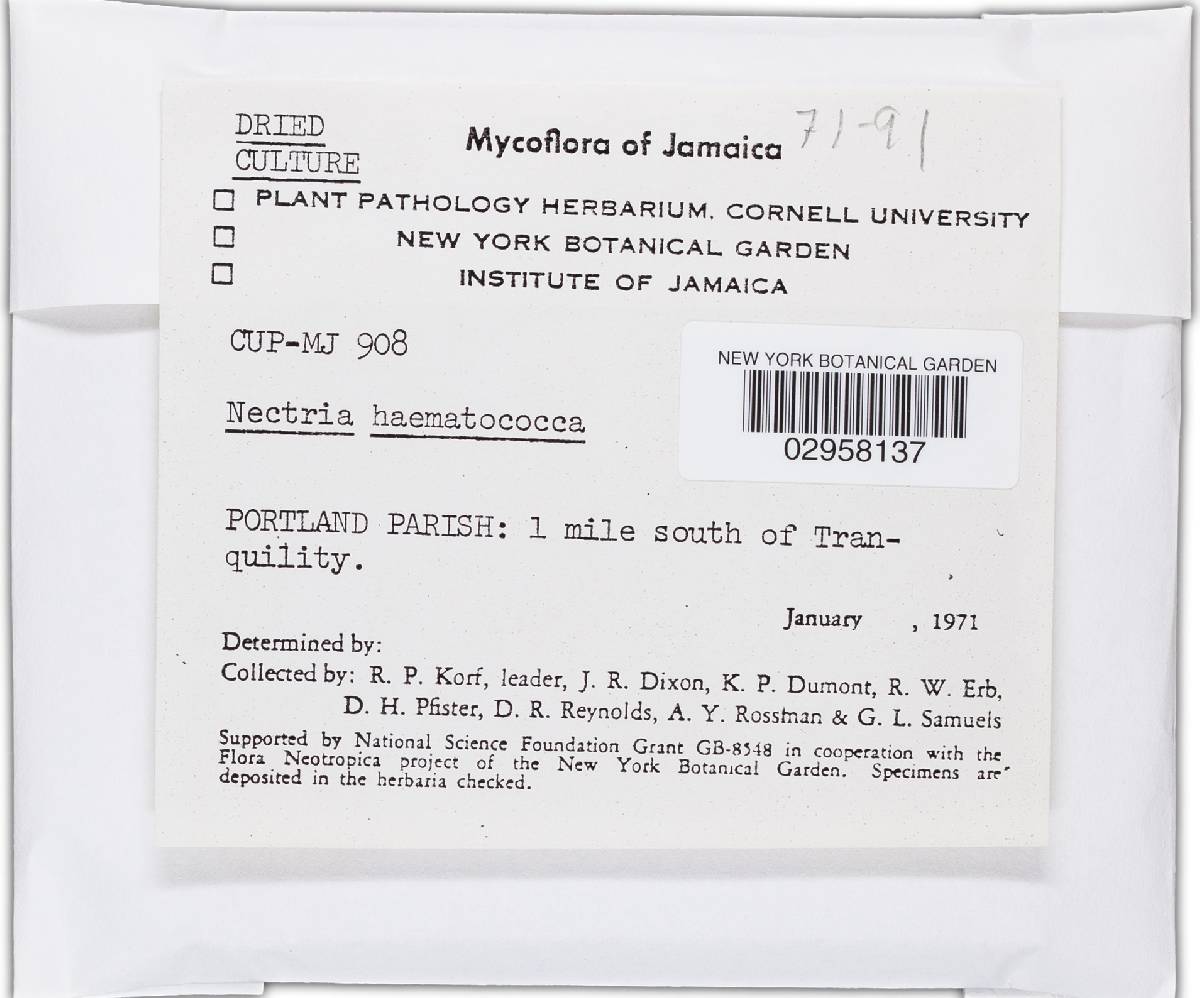 DRIED
CULTURE
Mycoflora of Jamaica 71-91
☐ PLANT PATHOLOGY HERBARIUM, CORNELL UNIVERSITY
☐ NEW YORK BOTANICAL GARDEN
☐ INSTITUTE OF JAMAICA
CUP-MJ 908
NEW YORK BOTANICAL GARDEN
02958137
Nectria haematococca
PORTLAND PARISH: 1 mile south of Tran-
quility.
January , 1971
Determined by:
Collected by: R. P. Korf, leader, J. R. Dixon, K. P. Dumont, R. W. Erb,
D. H. Pfister, D. R. Reynolds, A. Y. Rossman & G. L. Samuels
Supported by National Science Foundation Grant GB-8548 in cooperation with the
Flora Neotropica project of the New York Botanical Garden. Specimens are
deposited in the herbaria checked.